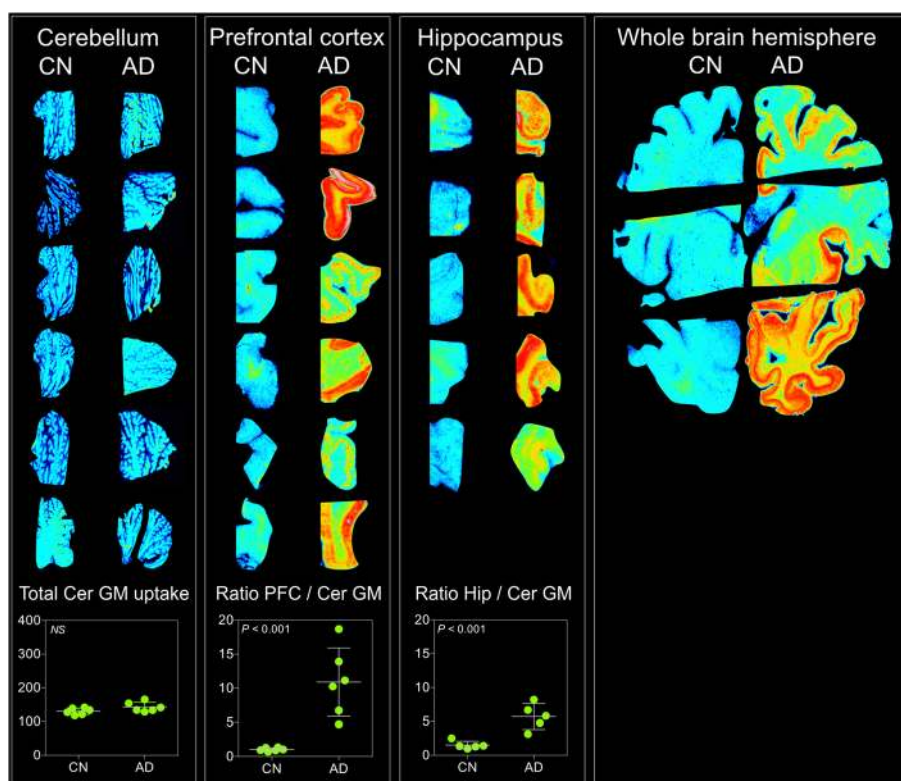 Cerebellum
CN AD
Prefrontal cortex
CN AD
Hippocampus
CN AD
Whole brain hemisphere
CN AD
Total Cer GM uptake
NS
400
300
200
100
0
CN AD
Ratio PFC / Cer GM
P < 0.001
20
15
10
5
0
CN AD
Ratio Hip / Cer GM
P < 0.001
20
15
10
5
0
CN AD